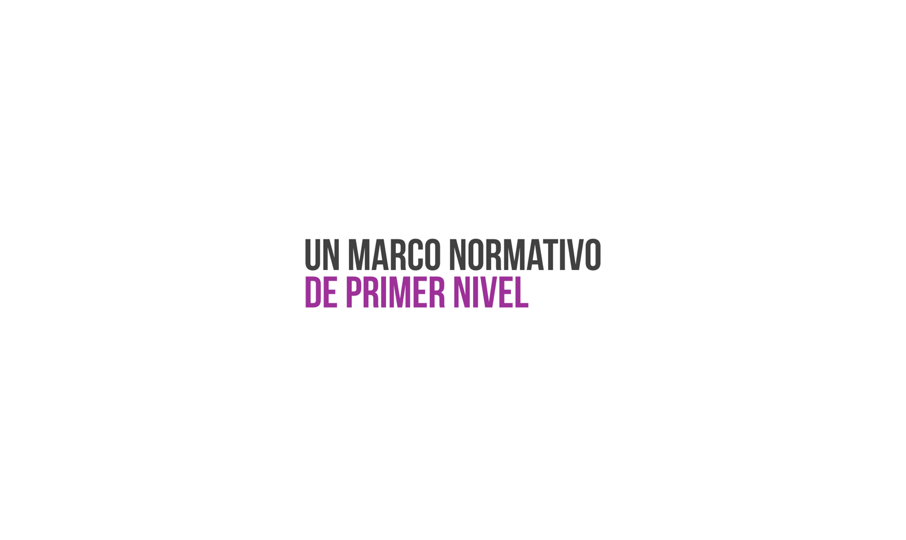 UN MARCO NORMATIVO
DE PRIMER NIVEL